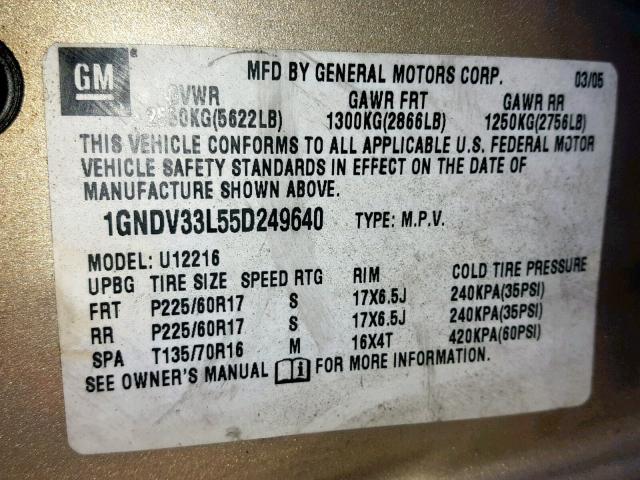 GM
MFD BY GENERAL MOTORS CORP. 03/05
GVWR GAWR FRT GAWR RR
2550KG(5622LB) 1300KG(2866LB) 1250KG(2756LB)
THIS VEHICLE CONFORMS TO ALL APPLICABLE U.S. FEDERAL MOTOR
VEHICLE SAFETY STANDARDS IN EFFECT ON THE DATE OF
MANUFACTURE SHOWN ABOVE.
1GNDV33L55D249640 TYPE: M.P.V.
MODEL: U12216
UPBG TIRE SIZE SPEED RTG RIM COLD TIRE PRESSURE
FRT P225/60R17 S 17X6.5J 240KPA(35PSI)
RR P225/60R17 S 17X6.5J 240KPA(35PSI)
SPA T135/70R16 M 16X4T 420KPA(60PSI)
SEE OWNER'S MANUAL FOR MORE INFORMATION.